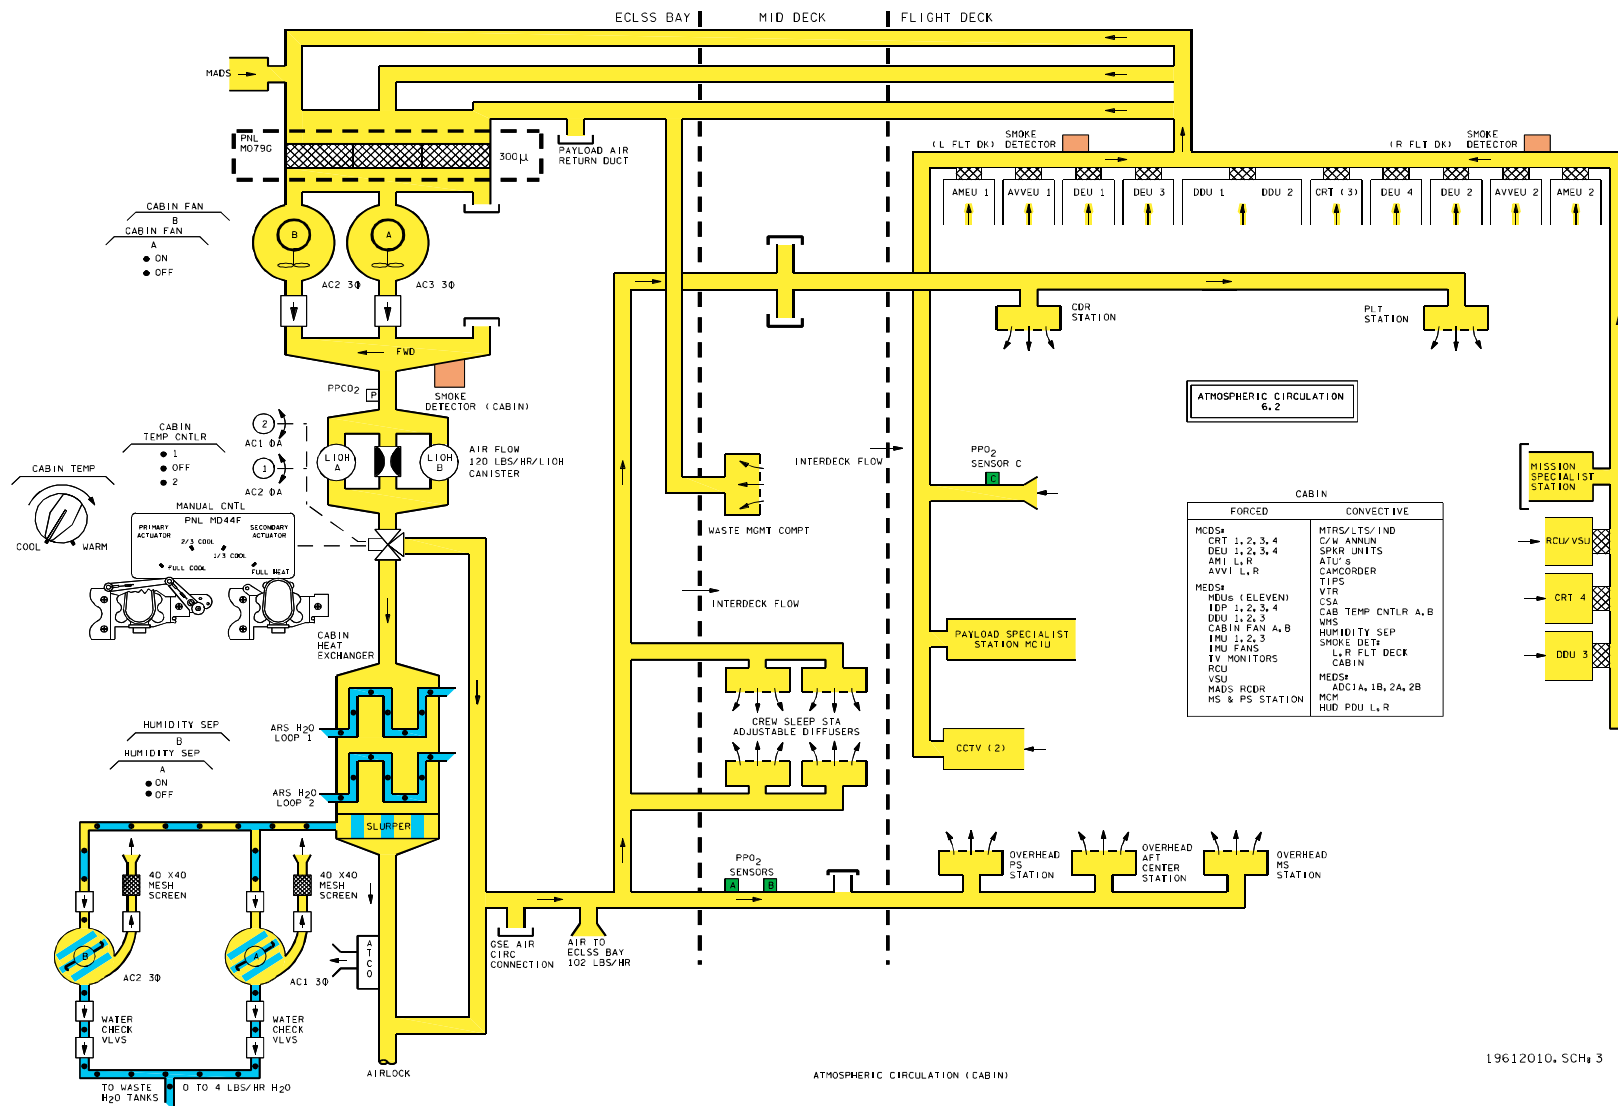 ECLSS BAY
MID DECK
FLIGHT DECK
MADS
PNL
MO79G
300µ
PAYLOAD AIR
RETURN DUCT
(L FLT DK)
SMOKE
DETECTOR
(R FLT DK)
SMOKE
DETECTOR
AMEU 1
AVVEU 1
DEU 1
DEU 3
DDU 1
DDU 2
CRT (3)
DEU 4
DEU 2
AVVEU 2
AMEU 2
CABIN FAN
B
CABIN FAN
A
ON
OFF
B
A
AC2 3Φ
AC3 3Φ
CDR
STATION
PLT
STATION
FWD
PPCO2
P
SMOKE
DETECTOR (CABIN)
ATMOSPHERIC CIRCULATION
6.2
CABIN
TEMP CNTLR
1
OFF
2
2
AC1 ΦA
1
AC2 ΦA
LIOH
A
LIOH
B
AIR FLOW
120 LBS/HR/LIOH
CANISTER
INTERDECK FLOW
PPO2
SENSOR C
C
MISSION
SPECIALIST
STATION
CABIN TEMP
COOL
WARM
MANUAL CNTL
PNL MD44F
PRIMARY
ACTUATOR
SECONDARY
ACTUATOR
2/3 COOL
1/3 COOL
FULL COOL
FULL HEAT
WASTE MGMT COMPT
INTERDECK FLOW
RCU/VSU
CRT 4
DDU 3
CABIN
FORCED
CONVECTIVE
MCDS:
CRT 1,2,3,4
DEU 1,2,3,4
AMI L,R
AVVI L,R
MEDS:
MDUs (ELEVEN)
IDP 1,2,3,4
DDU 1,2,3
CABIN FAN A,B
IMU 1,2,3
IMU FANS
TV MONITORS
RCU
VSU
MADS RCDR
MS & PS STATION
MTRS/LTS/IND
C/W ANNUN
SPKR UNITS
ATU's
CAMCORDER
TIPS
VTR
CSA
CAB TEMP CNTLR A,B
WMS
HUMIDITY SEP
SMOKE DET:
L,R FLT DECK
CABIN
MEDS:
ADC1A,1B,2A,2B
MCM
HUD PDU L,R
CABIN
HEAT
EXCHANGER
PAYLOAD SPECIALIST
STATION MCIU
CREW SLEEP STA
ADJUSTABLE DIFFUSERS
CCTV (2)
HUMIDITY SEP
B
HUMIDITY SEP
A
ON
OFF
ARS H2O
LOOP 1
ARS H2O
LOOP 2
SLURPER
40 X40
MESH
SCREEN
40 X40
MESH
SCREEN
PPO2
SENSORS
A
B
OVERHEAD
PS
STATION
OVERHEAD
AFT
CENTER
STATION
OVERHEAD
MS
STATION
B
AC2 3Φ
A
AC1 3Φ
ATCO
GSE AIR
CIRC
CONNECTION
AIR TO
ECLSS BAY
102 LBS/HR
WATER
CHECK
VLVS
WATER
CHECK
VLVS
TO WASTE
H2O TANKS
0 TO 4 LBS/HR H2O
AIRLOCK
ATMOSPHERIC CIRCULATION (CABIN)
19612010.SCH; 3